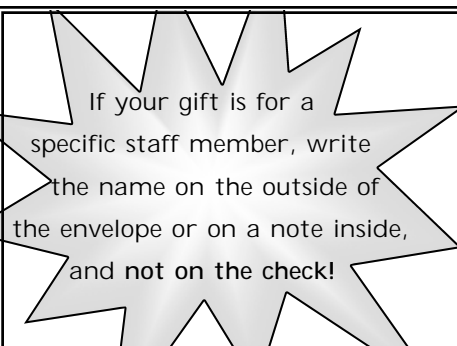 If your gift is for a
specific staff member, write
the name on the outside of
the envelope or on a note inside,
and not on the check!